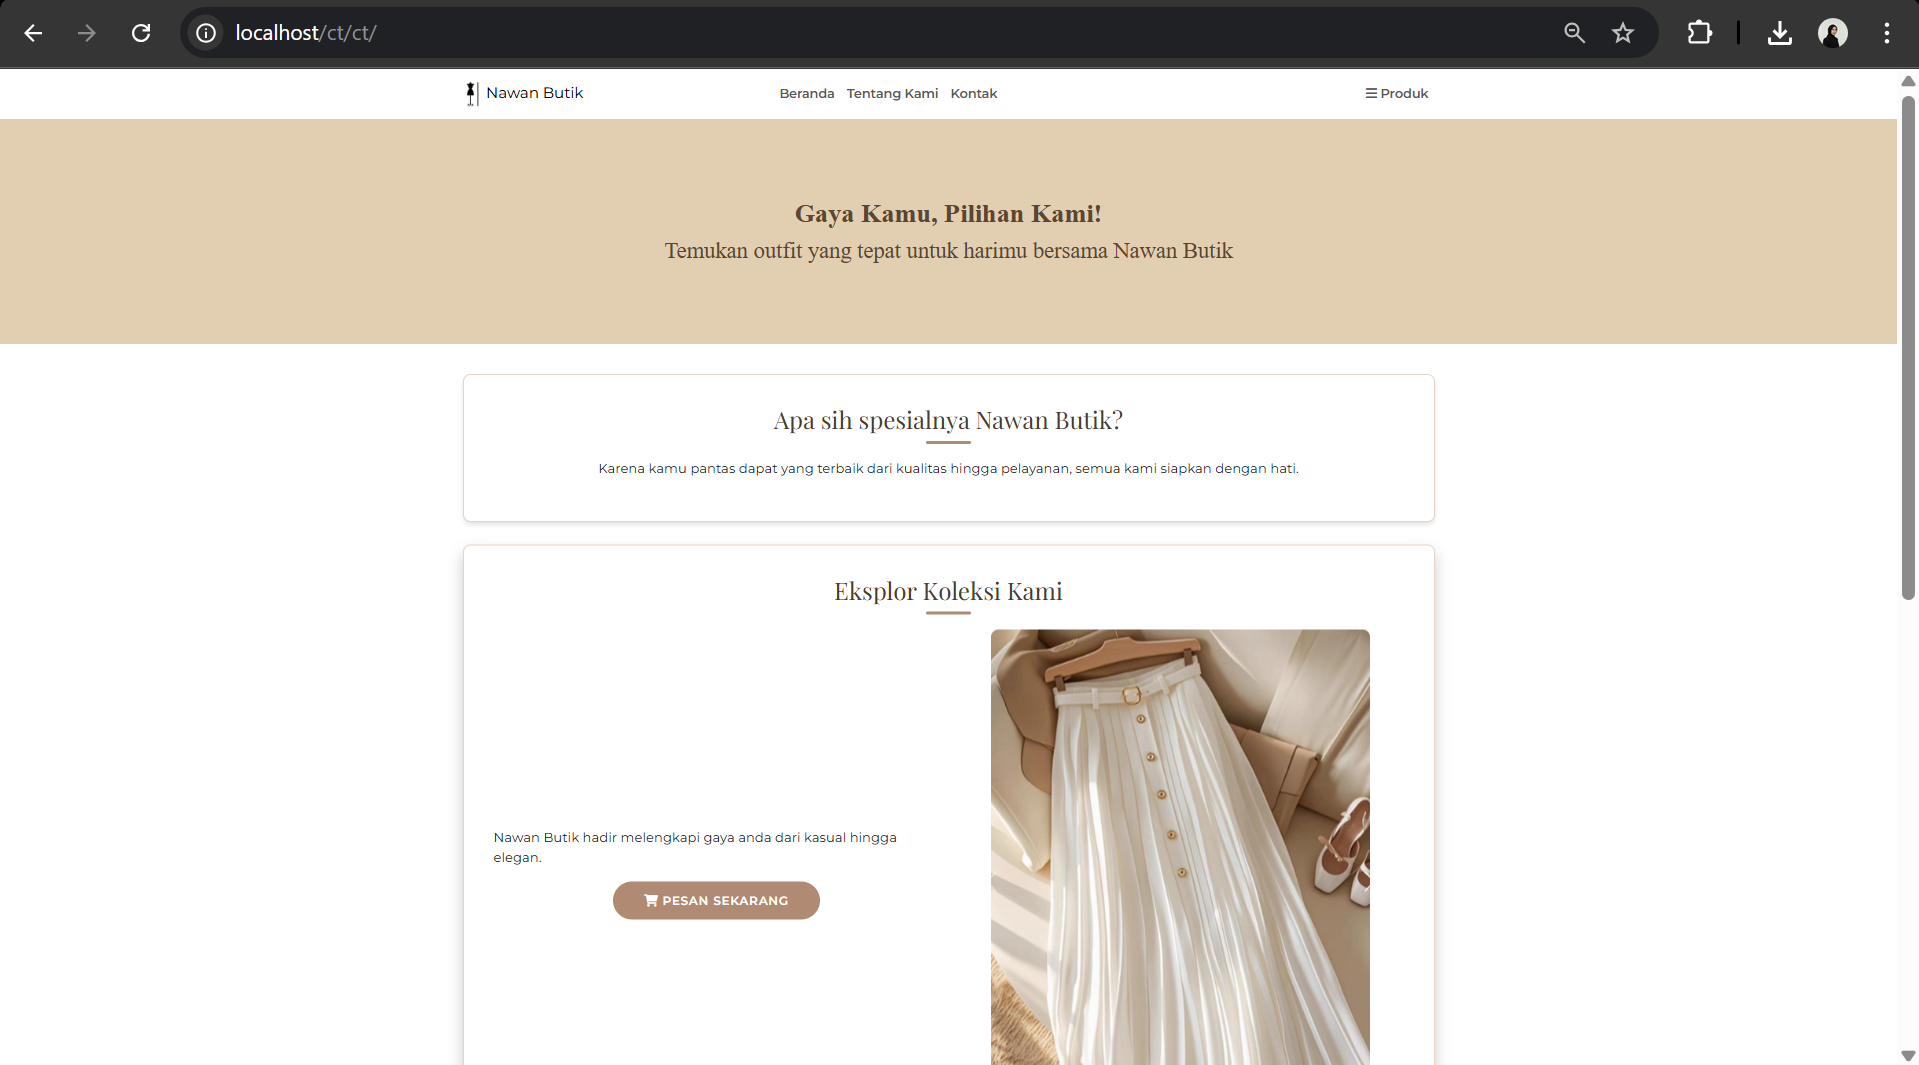 localhost/ct/ct/
Nawan Butik
Beranda Tentang Kami Kontak
Produk
Gaya Kamu, Pilihan Kami!
Temukan outfit yang tepat untuk harimu bersama Nawan Butik
Apa sih spesialnya Nawan Butik?
Karena kamu pantas dapat yang terbaik dari kualitas hingga pelayanan, semua kami siapkan dengan hati.
Eksplor Koleksi Kami
Nawan Butik hadir melengkapi gaya anda dari kasual hingga
elegan.
PESAN SEKARANG